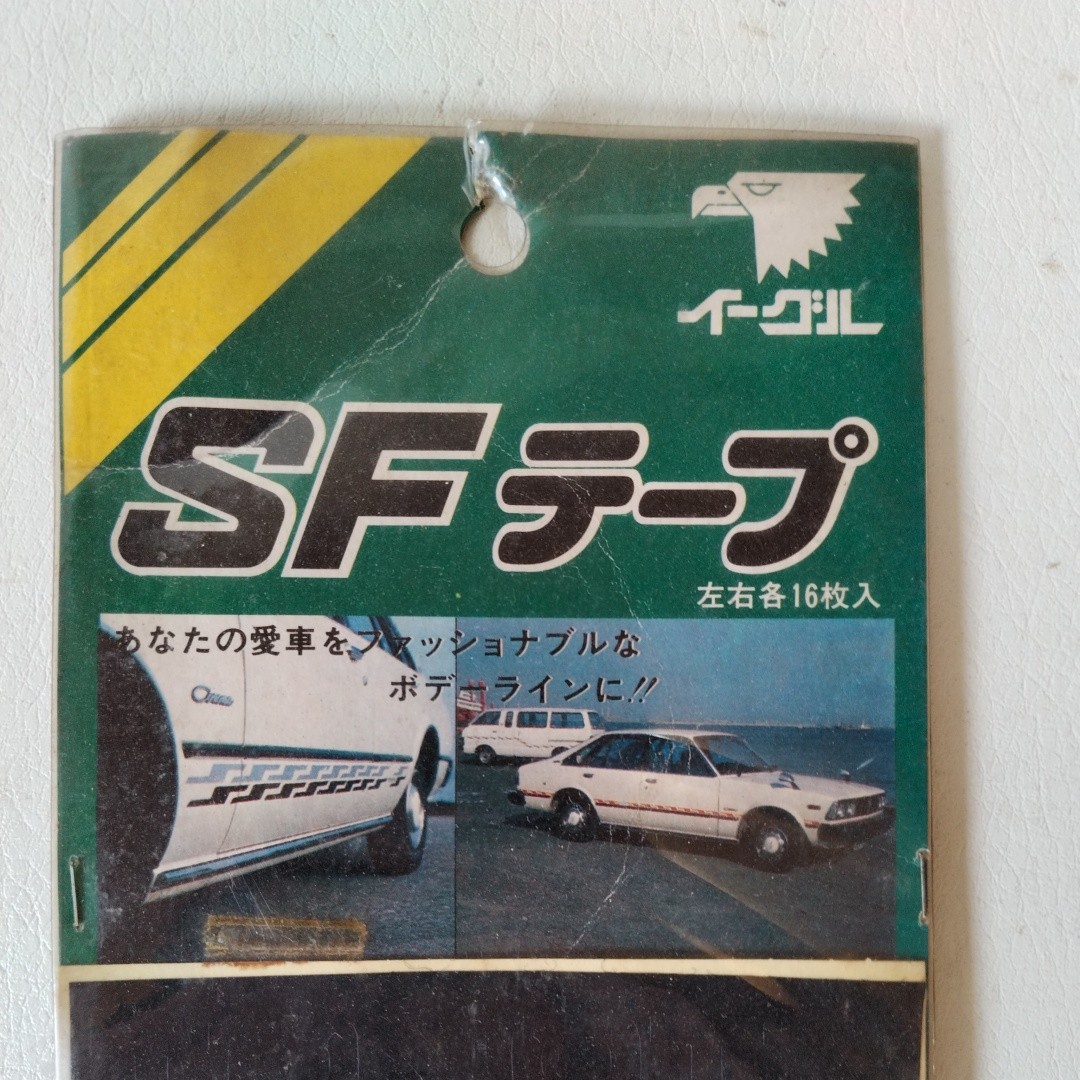 イーグル
SFテープ
左右各16枚入
あなたの愛車をファッショナブルな
ボデーラインに!!